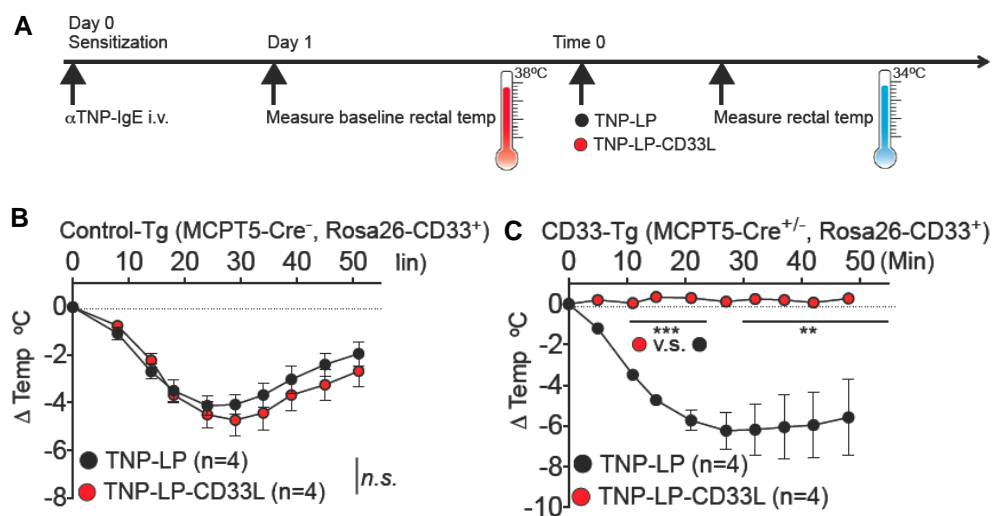 A
Day 0
Sensitization
Day 1
Time 0
38ºC
34ºC
αTNP-IgE i.v.
Measure baseline rectal temp
TNP-LP
TNP-LP-CD33L
Measure rectal temp
B
Control-Tg (MCPT5-Cre⁻, Rosa26-CD33⁺)
0 10 20 30 40 50 lin)
0
-2
-4
-6
-8
Δ Temp ºC
TNP-LP (n=4)
TNP-LP-CD33L (n=4)
n.s.
C
CD33-Tg (MCPT5-Cre⁺/⁻, Rosa26-CD33⁺)
0 10 20 30 40 50 (Min)
0
-2
-4
-6
-8
-10
Δ Temp ºC
*** **
v.s.
TNP-LP (n=4)
TNP-LP-CD33L (n=4)